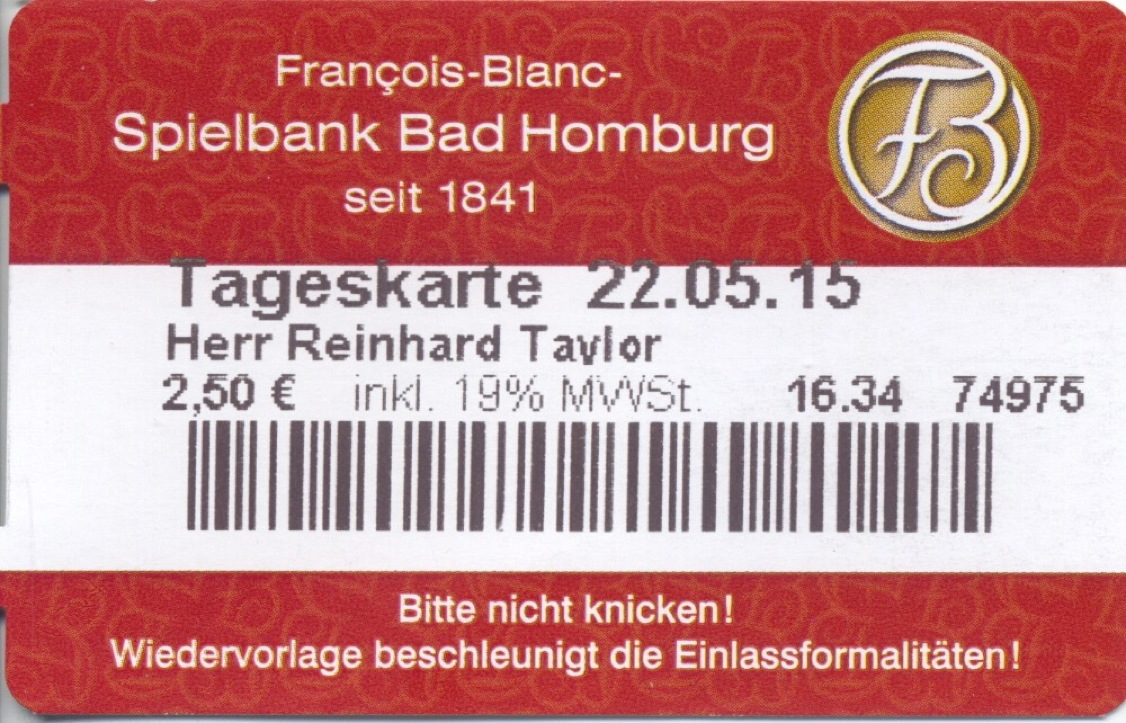 François-Blanc-
Spielbank Bad Homburg
seit 1841
FB
Tageskarte 22.05.15
Herr Reinhard Taylor
2,50 € inkl. 19% MWSt. 16.34 74975
Bitte nicht knicken!
Wiedervorlage beschleunigt die Einlassformalitäten!